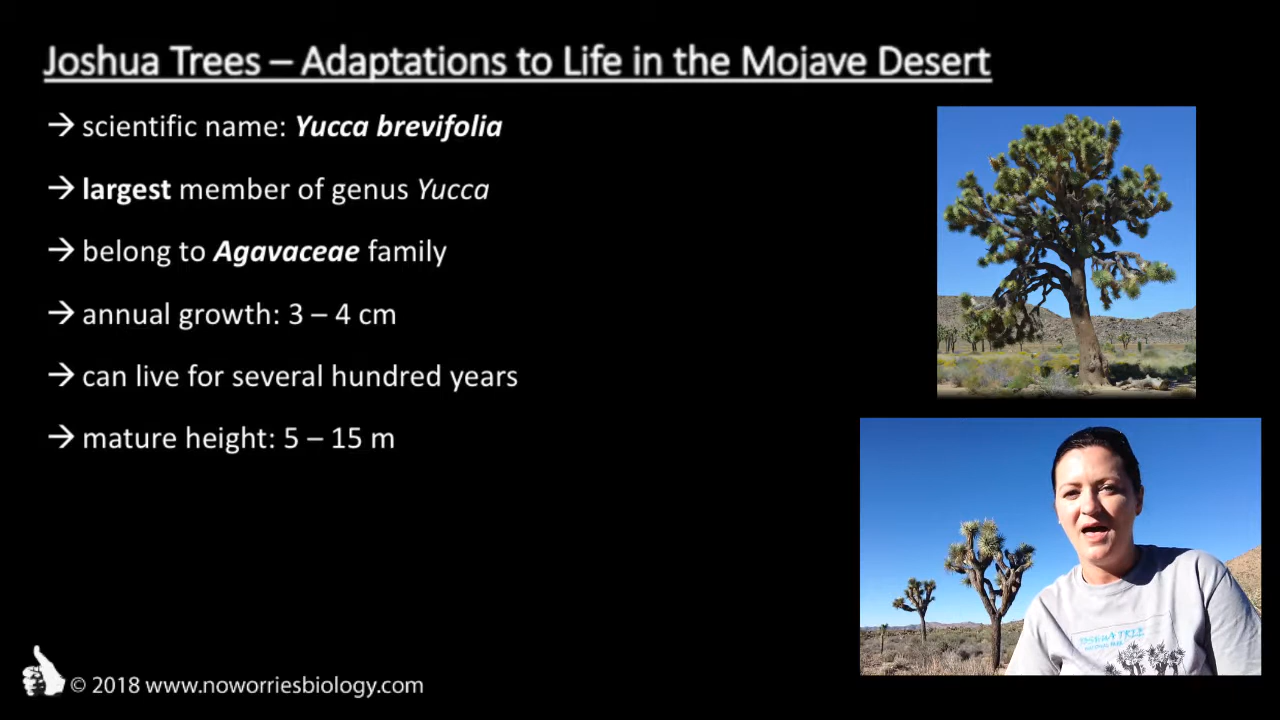 Joshua Trees – Adaptations to Life in the Mojave Desert
→ scientific name: Yucca brevifolia
→ largest member of genus Yucca
→ belong to Agavaceae family
→ annual growth: 3 – 4 cm
→ can live for several hundred years
→ mature height: 5 – 15 m
JOSHUA TREE
© 2018 www.noworriesbiology.com